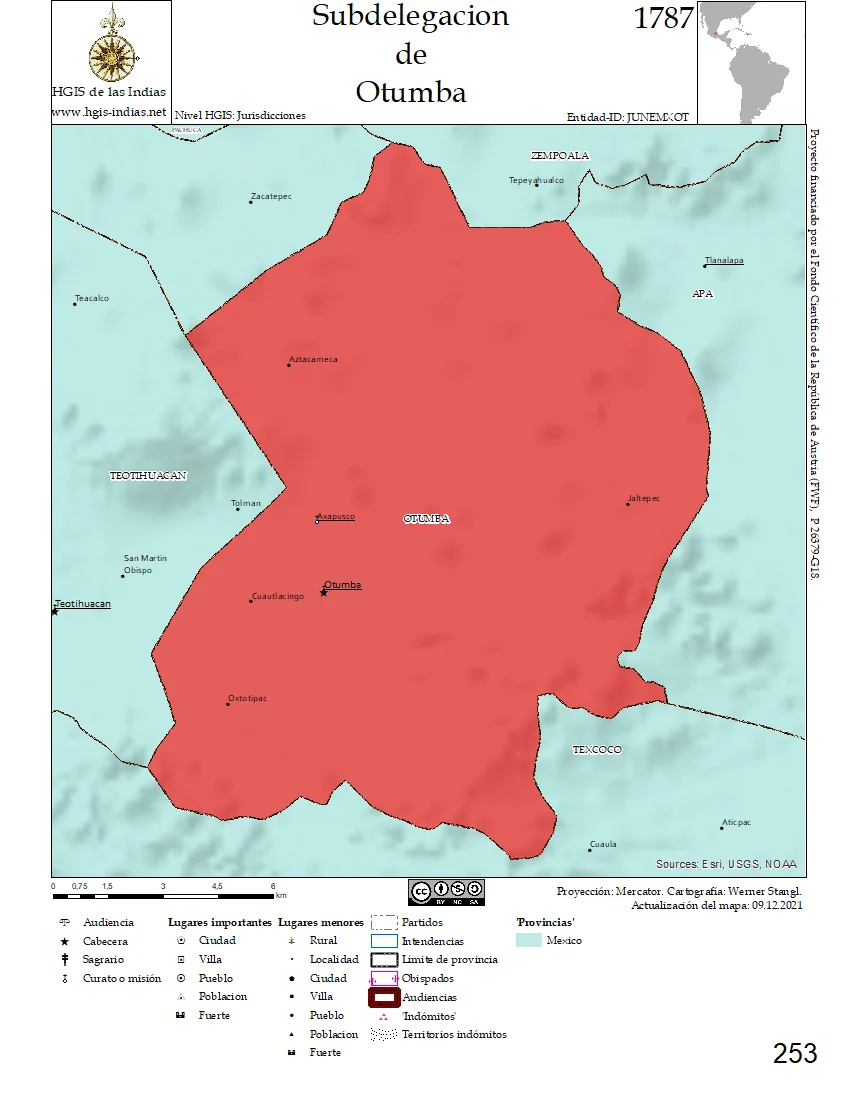 Subdelegacion
de
Otumba
1787
HGIS de las Indias
www.hgis-indias.net
Nivel HGIS: Jurisdicciones
Entidad-ID: JUNEMXOT
Proyecto financiado por el Fondo Científico de la República de Austria (FWF), P 26379-G18.
PACHUCA
ZEMPOALA
Tepeyahualco
Zacatepec
Tlanalapa
APA
Teacalco
Aztacameca
TEOTIHUACAN
Tolman
Axapusco
OTUMBA
Jaltepec
San Martin
Obispo
Teotihuacan
Cuautlacingo
Otumba
Oxtotipac
TEXCOCO
Aticpac
Cuaula
Sources: Esri, USGS, NOAA
0 0,75 1,5 3 4,5 6
km
CC BY NC SA
Proyección: Mercator. Cartografía: Werner Stangl.
Actualización del mapa: 09.12.2021
Audiencia
Cabecera
Sagrario
Curato o misión
Lugares importantes
Ciudad
Villa
Pueblo
Poblacion
Fuerte
Lugares menores
Rural
Localidad
Ciudad
Villa
Pueblo
Poblacion
Fuerte
Partidos
Intendencias
Límite de provincia
Obispados
Audiencias
'Indómitos'
Territorios indómitos
'Provincias'
Mexico
253